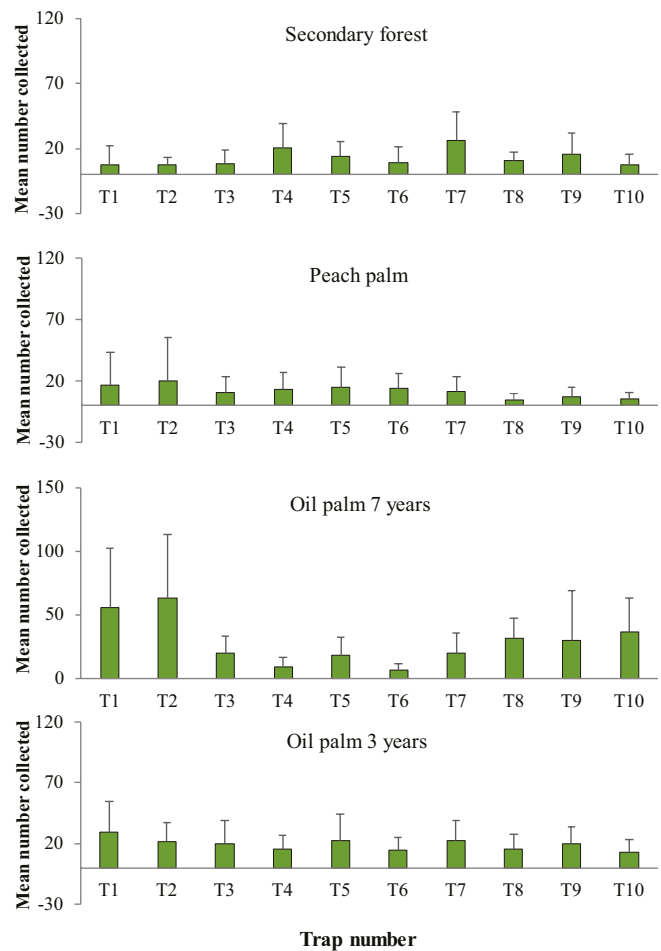 120
Secondary forest
70
20
-30
Mean number collected
T1 T2 T3 T4 T5 T6 T7 T8 T9 T10
120
Peach palm
70
20
-30
Mean number collected
T1 T2 T3 T4 T5 T6 T7 T8 T9 T10
150
Oil palm 7 years
100
50
0
Mean number collected
T1 T2 T3 T4 T5 T6 T7 T8 T9 T10
120
Oil palm 3 years
70
20
-30
Mean number collected
T1 T2 T3 T4 T5 T6 T7 T8 T9 T10
Trap number